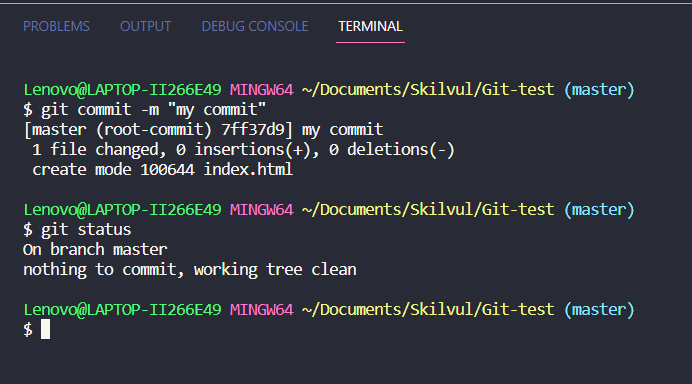 PROBLEMS OUTPUT DEBUG CONSOLE TERMINAL
Lenovo@LAPTOP-II266E49 MINGW64 ~/Documents/Skilvul/Git-test (master)
$ git commit -m "my commit"
[master (root-commit) 7ff37d9] my commit
 1 file changed, 0 insertions(+), 0 deletions(-)
 create mode 100644 index.html
Lenovo@LAPTOP-II266E49 MINGW64 ~/Documents/Skilvul/Git-test (master)
$ git status
On branch master
nothing to commit, working tree clean
Lenovo@LAPTOP-II266E49 MINGW64 ~/Documents/Skilvul/Git-test (master)
$